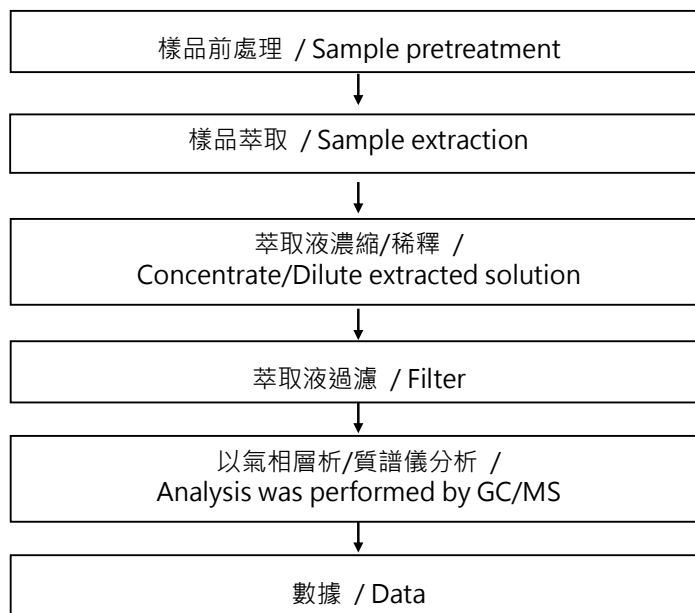 樣品前處理 / Sample pretreatment
樣品萃取 / Sample extraction
萃取液濃縮/稀釋 /
Concentrate/Dilute extracted solution
萃取液過濾 / Filter
以氣相層析/質譜儀分析 /
Analysis was performed by GC/MS
數據 / Data